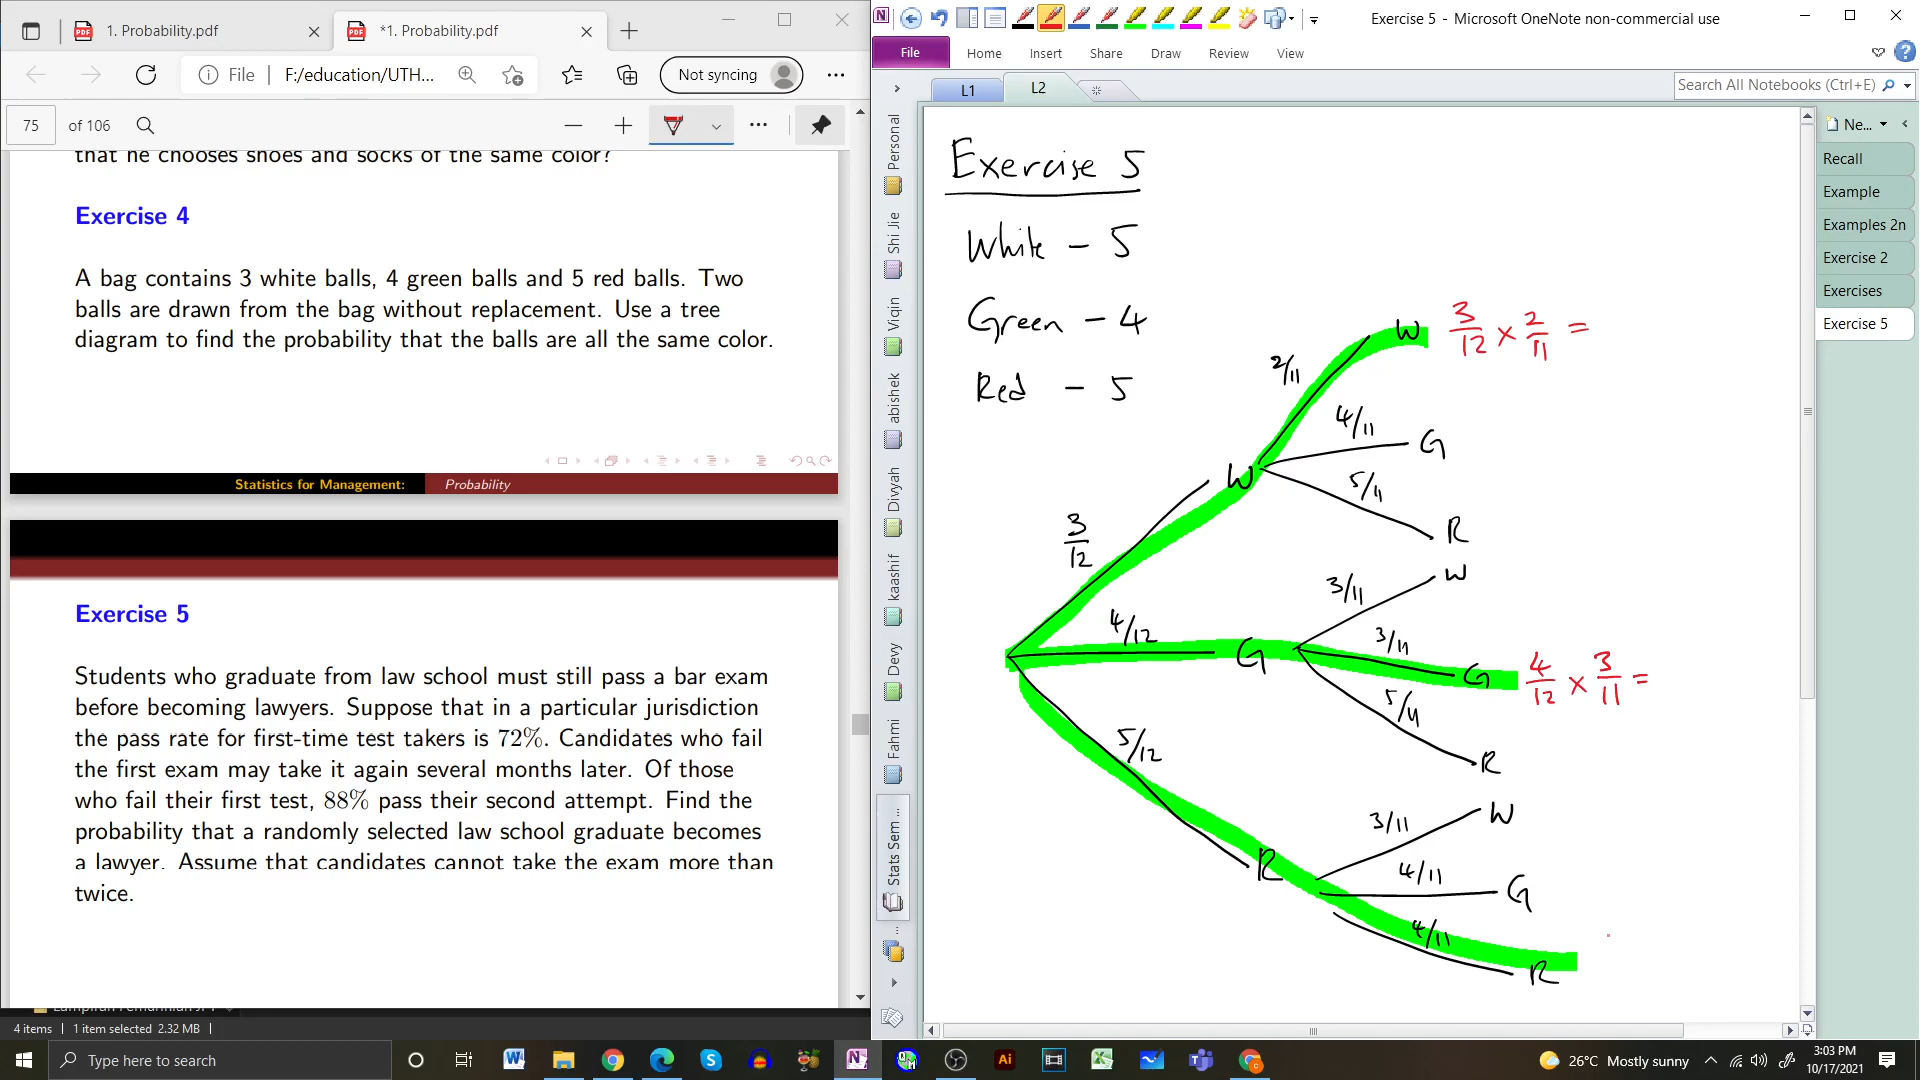 1. Probability.pdf
*1. Probability.pdf
File
F:/education/UTH...
Not syncing
75
of 106
that he chooses shoes and socks of the same color?
Exercise 4
A bag contains 3 white balls, 4 green balls and 5 red balls. Two
balls are drawn from the bag without replacement. Use a tree
diagram to find the probability that the balls are all the same color.
Statistics for Management:
Probability
Exercise 5
Students who graduate from law school must still pass a bar exam
before becoming lawyers. Suppose that in a particular jurisdiction
the pass rate for first-time test takers is 72%. Candidates who fail
the first exam may take it again several months later. Of those
who fail their first test, 88% pass their second attempt. Find the
probability that a randomly selected law school graduate becomes
a lawyer. Assume that candidates cannot take the exam more than
twice.
4 items
1 item selected 2.32 MB
Exercise 5 - Microsoft OneNote non-commercial use
File
Home
Insert
Share
Draw
Review
View
L1
L2
Search All Notebooks (Ctrl+E)
Personal
Shi Jie
Viqin
abishek
Divyah
kaashif
Devy
Fahmi
Stats Sem ...
Ne...
Recall
Example
Examples 2n
Exercise 2
Exercises
Exercise 5
Exercise 5
White - 5
Green - 4
Red - 5
3/12
W
2/11
W
3/12 × 2/11 =
4/11
G
5/11
R
4/12
G
3/11
W
3/11
G
4/12 × 3/11 =
5/11
R
5/12
R
3/11
W
4/11
G
4/11
R
Type here to search
26°C Mostly sunny
3:03 PM
10/17/2021